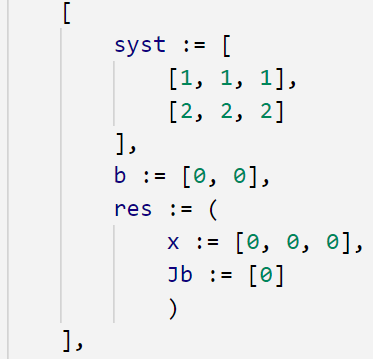 [
syst := [
[1, 1, 1],
[2, 2, 2]
],
b := [0, 0],
res := (
x := [0, 0, 0],
Jb := [0]
)
],